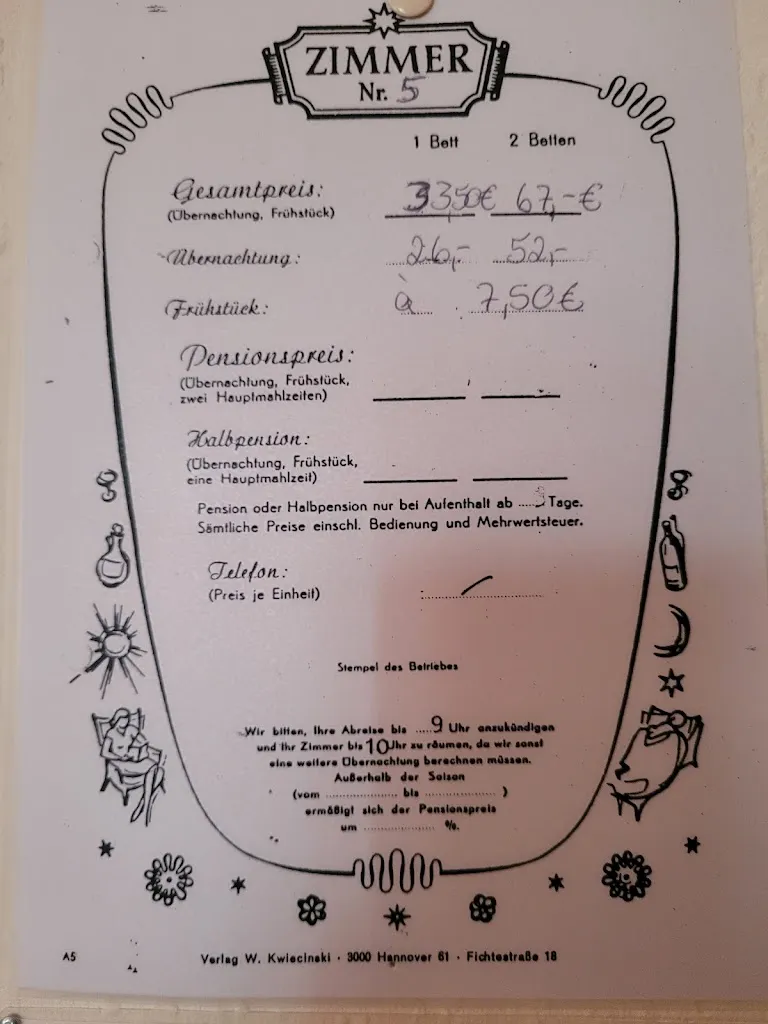 ZIMMER
Nr. 5
1 Bett 2 Betten
Gesamtpreis: 33,50€ 67,-€
(Übernachtung, Frühstück)
Übernachtung: 26,- 52,-
Frühstück: à 7,50€
Pensionspreis:
(Übernachtung, Frühstück,
zwei Hauptmahlzeiten)
Halbpension:
(Übernachtung, Frühstück,
eine Hauptmahlzeit)
Pension oder Halbpension nur bei Aufenthalt ab ..... Tage.
Sämtliche Preise einschl. Bedienung und Mehrwertsteuer.
Telefon:
(Preis je Einheit)
Stempel des Betriebes
Wir bitten, Ihre Abreise bis .....9 Uhr anzukündigen
und Ihr Zimmer bis 10 Uhr zu räumen, da wir sonst
eine weitere Übernachtung berechnen müssen.
Außerhalb der Saison
(vom .................... bis .................... )
ermäßigt sich der Pensionspreis
um .................... %.
A5 Verlag W. Kwiecinski · 3000 Hannover 61 · Fichtestraße 18